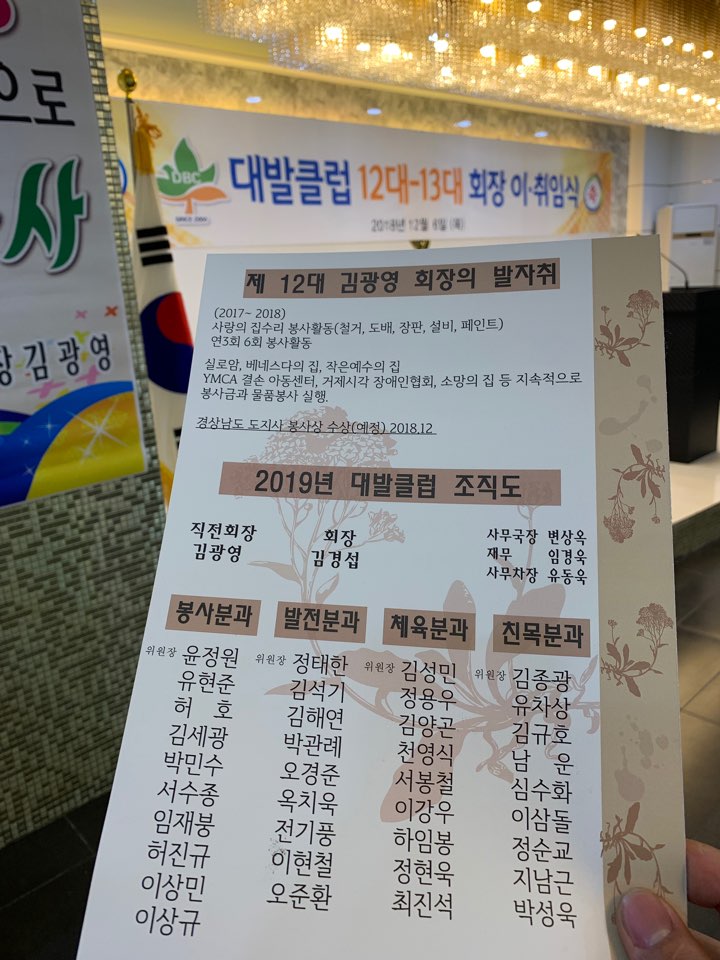 으로
사
장 김광영
DBC
SINCE 2004
대발클럽 12대-13대 회장 이·취임식
2018년 12월 6일 (목)
제 12대 김광영 회장의 발자취
(2017~ 2018)
사랑의 집수리 봉사활동(철거, 도배, 장판, 설비, 페인트)
연3회 6회 봉사활동
실로암, 베네스다의 집, 작은예수의 집
YMCA 결손 아동센터, 거제시각 장애인협회, 소망의 집 등 지속적으로
봉사금과 물품봉사 실행.
경상남도 도지사 봉사상 수상(예정) 2018.12
2019년 대발클럽 조직도
직전회장 회장 사무국장 변상옥
김광영 김경섭 재무 임경욱
사무차장 유동욱
봉사분과 발전분과 체육분과 친목분과
위원장 윤정원 위원장 정태한 위원장 김성민 위원장 김종광
유현준 김석기 정용우 유차상
허 호 김해연 김양곤 김규호
김세광 박관례 천영식 남 운
박민수 오경준 서봉철 심수화
서수종 옥치욱 이강우 이삼돌
임재붕 전기풍 하임봉 정순교
허진규 이현철 정현욱 지남근
이상민 오준환 최진석 박성욱
이상규